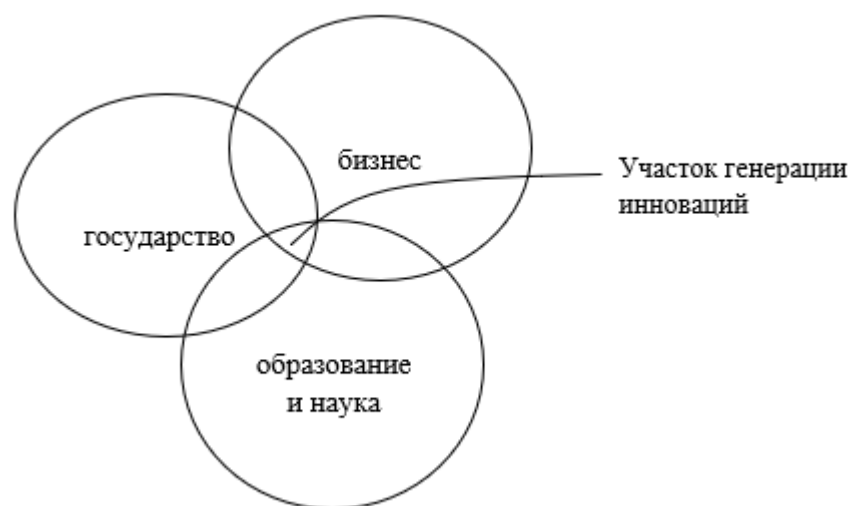 бизнес
Участок генерации
инноваций
государство
образование
и наука